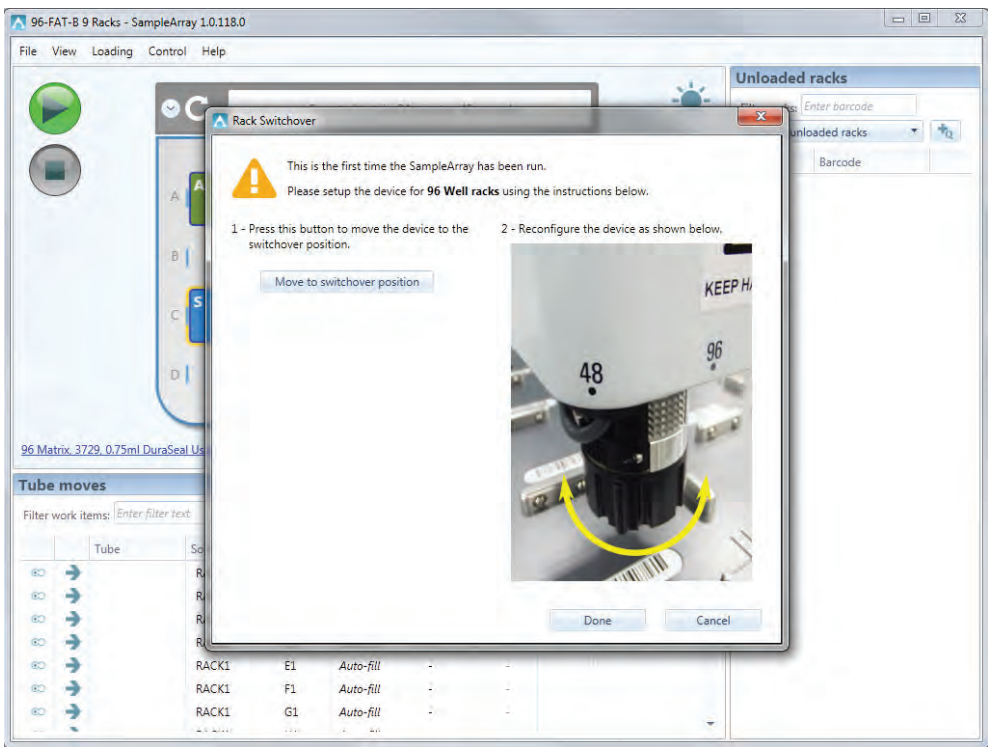 96-FAT-B 9 Racks - SampleArray 1.0.118.0
File View Loading Control Help
Unloaded racks
Enter barcode
unloaded racks
Barcode
A
B
C
D
A
S
96 Matrix, 3729, 0.75ml DuraSeal
Tube moves
Filter work items: Enter filter text
Tube
Rack Switchover
This is the first time the SampleArray has been run.
Please setup the device for 96 Well racks using the instructions below.
1 - Press this button to move the device to the
switchover position.
Move to switchover position
2 - Reconfigure the device as shown below.
KEEP
48
96
Done Cancel
RACK1 E1 Auto-fill - -
RACK1 F1 Auto-fill - -
RACK1 G1 Auto-fill - -